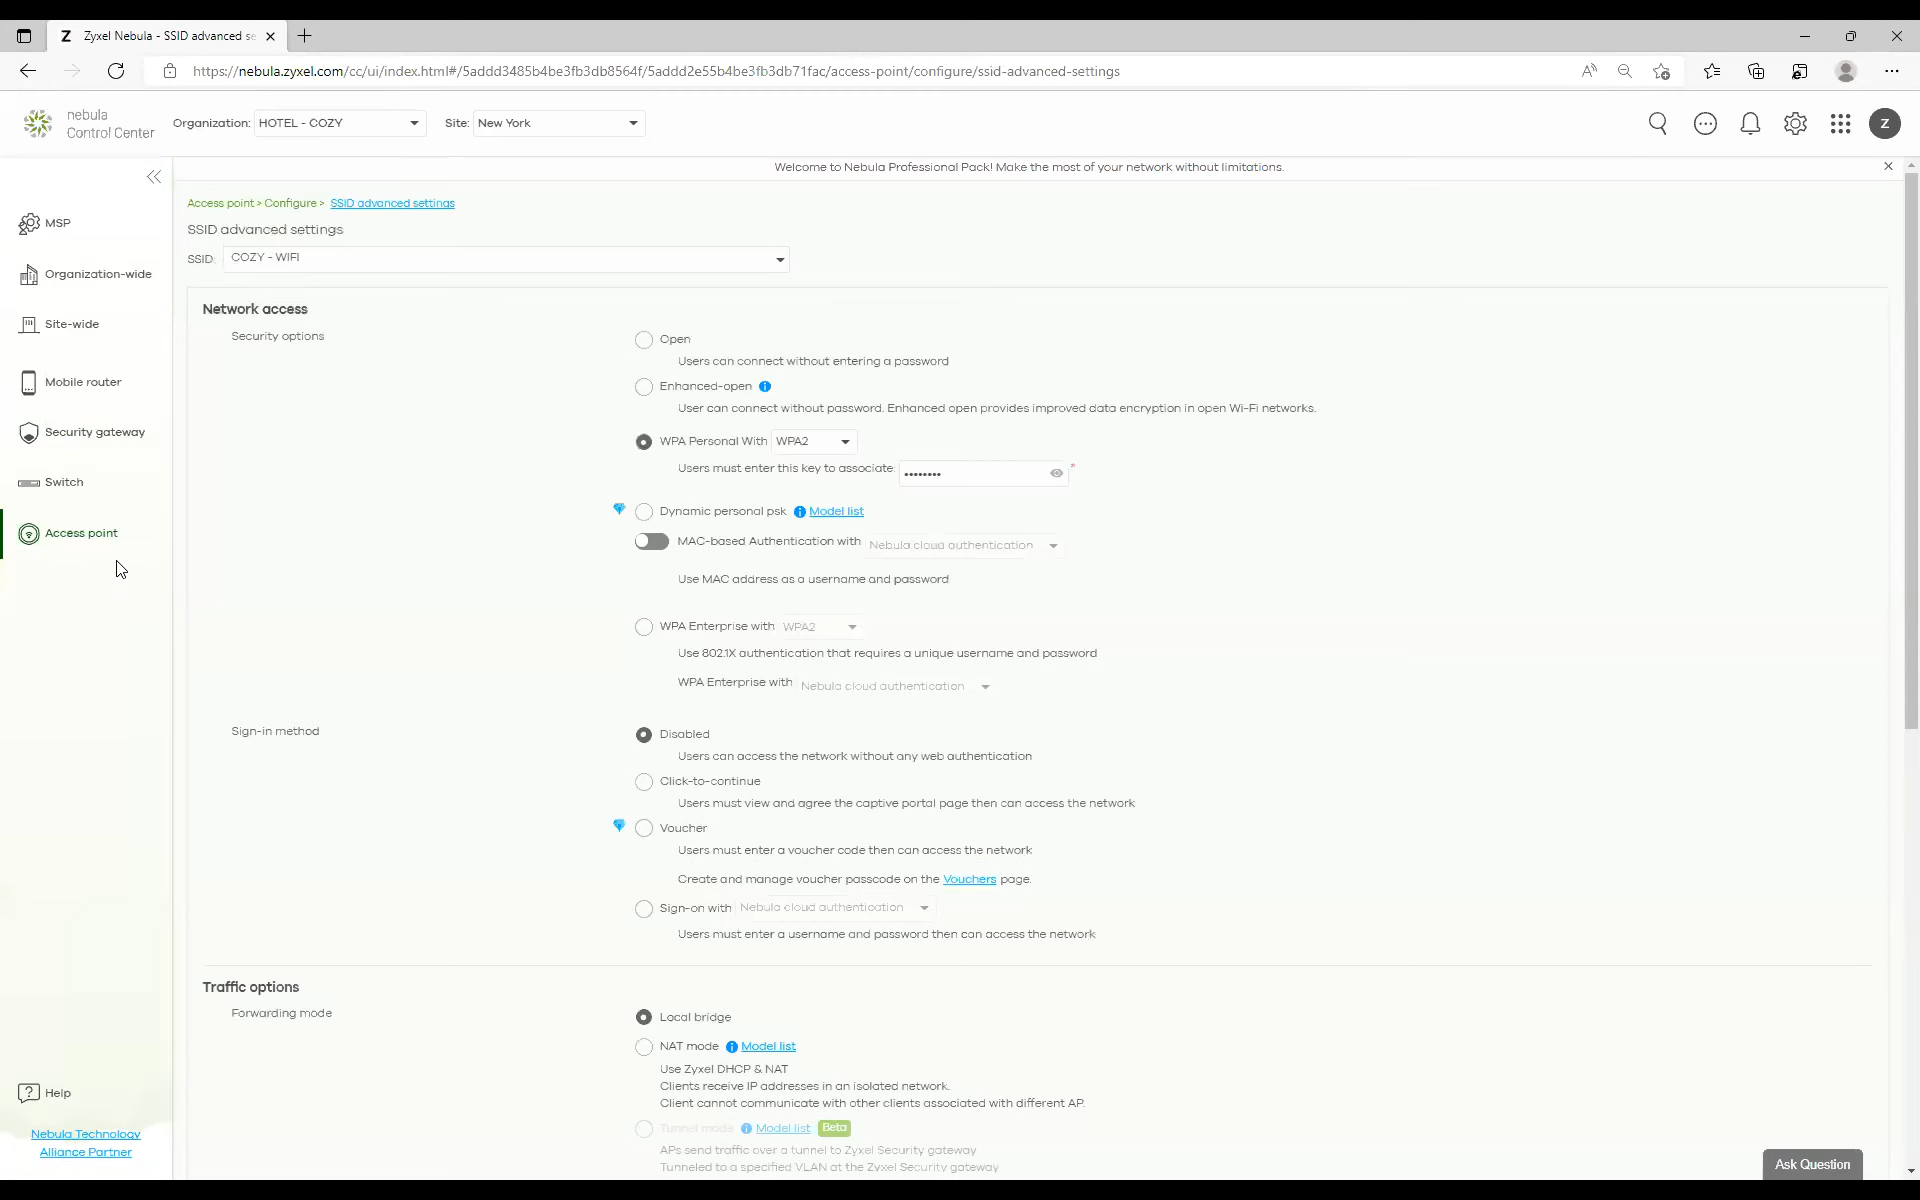 Zyxel Nebula - SSID advanced se
https://nebula.zyxel.com/cc/ui/index.html#/5addd3485b4be3fb3db8564f/5addd2e55b4be3fb3db71fac/access-point/configure/ssid-advanced-settings
nebula
Control Center
Organization: HOTEL - COZY
Site: New York
Z
Welcome to Nebula Professional Pack! Make the most of your network without limitations.
MSP
Organization-wide
Site-wide
Mobile router
Security gateway
Switch
Access point
Help
Nebula Technology
Alliance Partner
Access point > Configure > SSID advanced settings
SSID advanced settings
SSID: COZY - WIFI
Network access
Security options
Open
Users can connect without entering a password
Enhanced-open
User can connect without password. Enhanced open provides improved data encryption in open Wi-Fi networks.
WPA Personal With WPA2
Users must enter this key to associate: •••••••• *
Dynamic personal psk Model list
MAC-based Authentication with Nebula cloud authentication
Use MAC address as a username and password
WPA Enterprise with WPA2
Use 802.1X authentication that requires a unique username and password
WPA Enterprise with Nebula cloud authentication
Sign-in method
Disabled
Users can access the network without any web authentication
Click-to-continue
Users must view and agree the captive portal page then can access the network
Voucher
Users must enter a voucher code then can access the network
Create and manage voucher passcode on the Vouchers page.
Sign-on with Nebula cloud authentication
Users must enter a username and password then can access the network
Traffic options
Forwarding mode
Local bridge
NAT mode Model list
Use Zyxel DHCP & NAT
Clients receive IP addresses in an isolated network.
Client cannot communicate with other clients associated with different AP.
Tunnel mode Model list Beta
APs send traffic over a tunnel to Zyxel Security gateway
Tunneled to a specified VLAN at the Zyxel Security gateway
Ask Question